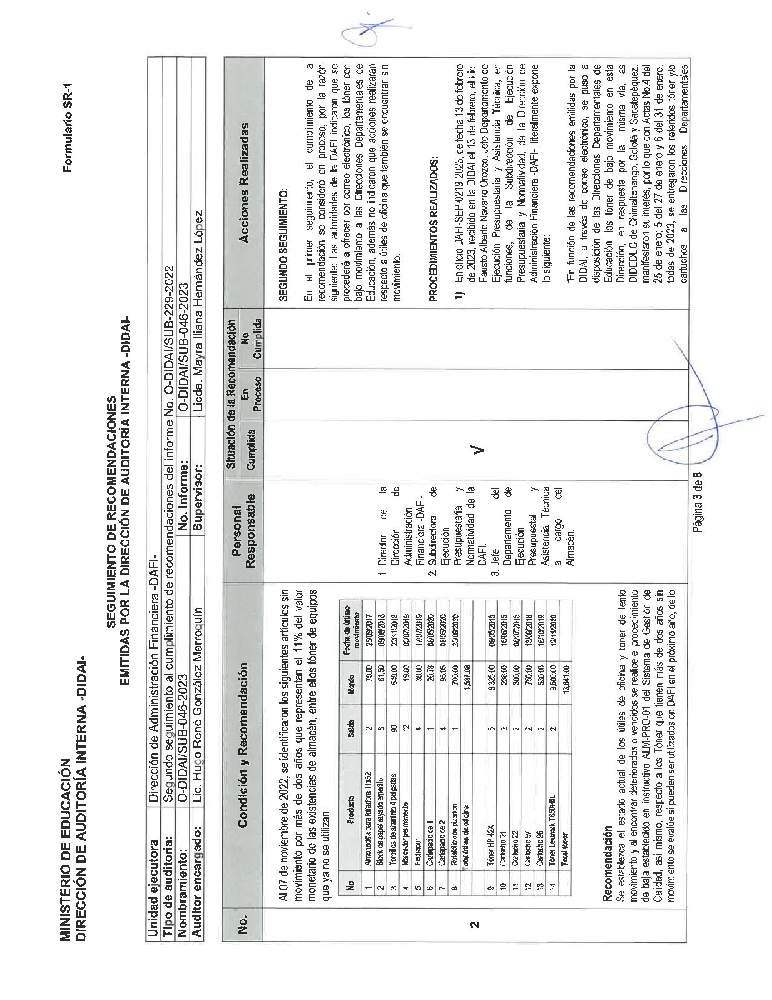 Formulario SR-1
MINISTERIO DE EDUCACIÓN
DIRECCIÓN DE AUDITORÍA INTERNA -DIDAI-
SEGUIMIENTO DE RECOMENDACIONES
EMITIDAS POR LA DIRECCIÓN DE AUDITORÍA INTERNA -DIDAI-
Unidad ejecutora Dirección de Administración Financiera -DAFI-
Tipo de auditoria: Segundo seguimiento al cumplimiento de recomendaciones del informe No. O-DIDAI/SUB-229-2022
Nombramiento: O-DIDAI/SUB-046-2023 No. Informe: O-DIDAI/SUB-046-2023
Auditor encargado: Lic. Hugo René González Marroquín Supervisor: Licda. Mayra Iliana Hernández López
No. Condición y Recomendación Personal Responsable Situación de la Recomendación Acciones Realizadas
Cumplida En Proceso No Cumplida
2
Al 07 de noviembre de 2022, se identificaron los siguientes artículos sin
movimiento por más de dos años que representan el 11% del valor
monetario de las existencias de almacén, entre ellos tóner de equipos
que ya no se utilizan:
No Producto Saldo Monto Fecha de último movimiento
1 Almohadilla para foliadora 11x32 2 70.00 25/09/2017
2 Block de papel rayado amarillo 6 61.50 09/08/2018
3 Tornillos de aluminio 4 pulgadas 90 540.00 22/11/2018
4 Marcador permanente 12 19.80 03/07/2019
5 Fechador 4 30.00 17/07/2019
6 Cartapacio de 1 1 20.73 08/05/2020
7 Cartapacio de 2 4 95.05 08/05/2020
8 Rotafolio con pizarrón 1 700.00 23/09/2020
Total útiles de oficina 1,537.08
9 Tóner HP 42X 5 8,325.00 08/05/2015
10 Cartucho 21 2 236.00 15/05/2015
11 Cartucho 22 2 300.00 08/07/2015
12 Cartucho 97 2 750.00 13/09/2018
13 Cartucho 96 2 530.00 16/10/2019
14 Tóner Lexmark T650HtlL 2 3,500.00 12/11/2020
Total tóner 13,641.00
Recomendación
Se establezca el estado actual de los útiles de oficina y tóner de lento
movimiento y al encontrar deteriorados o vencidos se realice el procedimiento
de baja establecido en instructivo ALM-PRO-01 del Sistema de Gestión de
Calidad, así mismo, respecto a los Tóner que tienen más de dos años sin
movimiento se evalúe si pueden ser utilizados en DAFI en el próximo año, de lo
1. Director de la
Dirección de
Administración
Financiera -DAFI-
2. Subdirectora de
Ejecución
Presupuestaria y
Normatividad de la
DAFI.
3. Jefe del
Departamento de
Ejecución
Presupuestal y
Asistencia Técnica
a cargo del
Almacén.
√
SEGUNDO SEGUIMIENTO:
En el primer seguimiento, el cumplimiento de la
recomendación se consideró en proceso, por la razón
siguiente: Las autoridades de la DAFI indicaron que se
procederá a ofrecer por correo electrónico, los tóner con
bajo movimiento a las Direcciones Departamentales de
Educación, además no indicaron que acciones realizaran
respecto a útiles de oficina que también se encuentran sin
movimiento.
PROCEDIMIENTOS REALIZADOS:
1) En oficio DAFI-SEP-0219-2023, de fecha 13 de febrero
de 2023, recibido en la DIDAI el 13 de febrero, el Lic.
Fausto Alberto Navarro Orozco, Jefe Departamento de
Ejecución Presupuestaria y Asistencia Técnica, en
funciones, de la Subdirección de Ejecución
Presupuestaria y Normatividad, de la Dirección de
Administración Financiera -DAFI-, literalmente expone
lo siguiente:
"En función de las recomendaciones emitidas por la
DIDAI, a través de correo electrónico, se puso a
disposición de las Direcciones Departamentales de
Educación, los tóner de bajo movimiento en esta
Dirección, en respuesta por la misma vía, las
DIDEDUC de Chimaltenango, Sololá y Sacatepéquez,
manifestaron su interés, por lo que con Actas No.4 del
25 de enero; 5 del 27 de enero y 6 del 31 de enero,
todas de 2023, se entregaron los referidos tóner y/o
cartuchos a las Direcciones Departamentales
Página 3 de 8